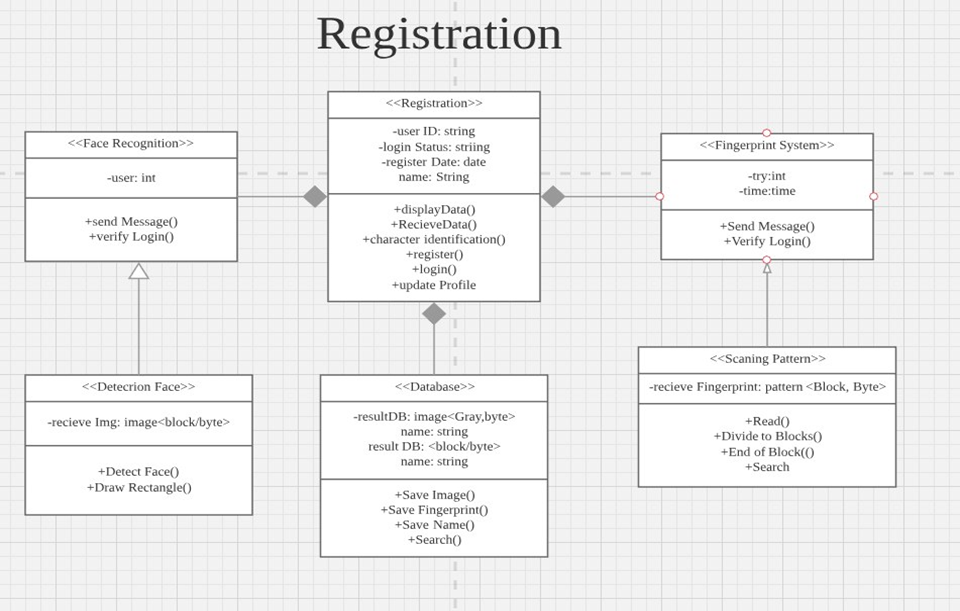 Registration
<<Registration>>
-user ID: string
-login Status: striing
-register Date: date
name: String
+displayData()
+RecieveData()
+character identification()
+register()
+login()
+update Profile
<<Face Recognition>>
-user: int
+send Message()
+verify Login()
<<Fingerprint System>>
-try:int
-time:time
+Send Message()
+Verify Login()
<<Detecrion Face>>
-recieve Img: image<block/byte>
+Detect Face()
+Draw Rectangle()
<<Database>>
-resultDB: image<Gray,byte>
name: string
result DB: <block/byte>
name: string
+Save Image()
+Save Fingerprint()
+Save Name()
+Search()
<<Scaning Pattern>>
-recieve Fingerprint: pattern <Block, Byte>
+Read()
+Divide to Blocks()
+End of Block(()
+Search